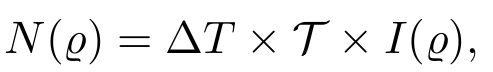 N(ϱ) = ΔT × 𝒯 × I(ϱ),